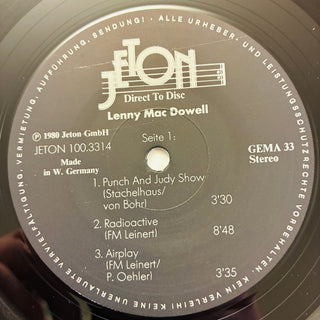 ALLE URHEBER- UND LEISTUNGSSCHUTZRECHTE VORBEHALTEN. KEIN VERLEIH! KEINE UNERLAUBTE VERVIELFÄLTIGUNG, VERMIETUNG, AUFFÜHRUNG, SENDUNG!
JETON
Direct To Disc
Lenny Mac Dowell
℗ 1980 Jeton-GmbH
JETON 100.3314
Made
in W. Germany
Seite 1:
GEMA 33
Stereo
1. Punch And Judy Show
(Stachelhaus/
von Bohr) 3'30
2. Radioactive
(FM Leinert) 8'48
3. Airplay
(FM Leinert/
P. Oehler) 3'35